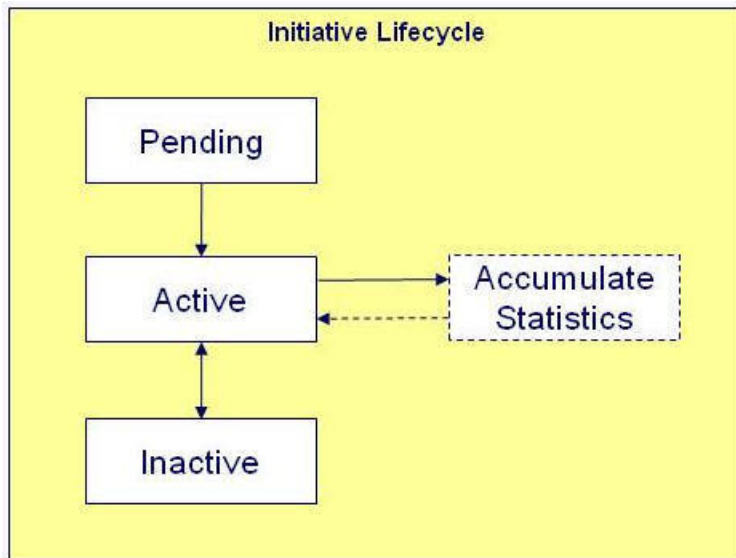 Initiative Lifecycle
Pending
Active
Accumulate
Statistics
Inactive